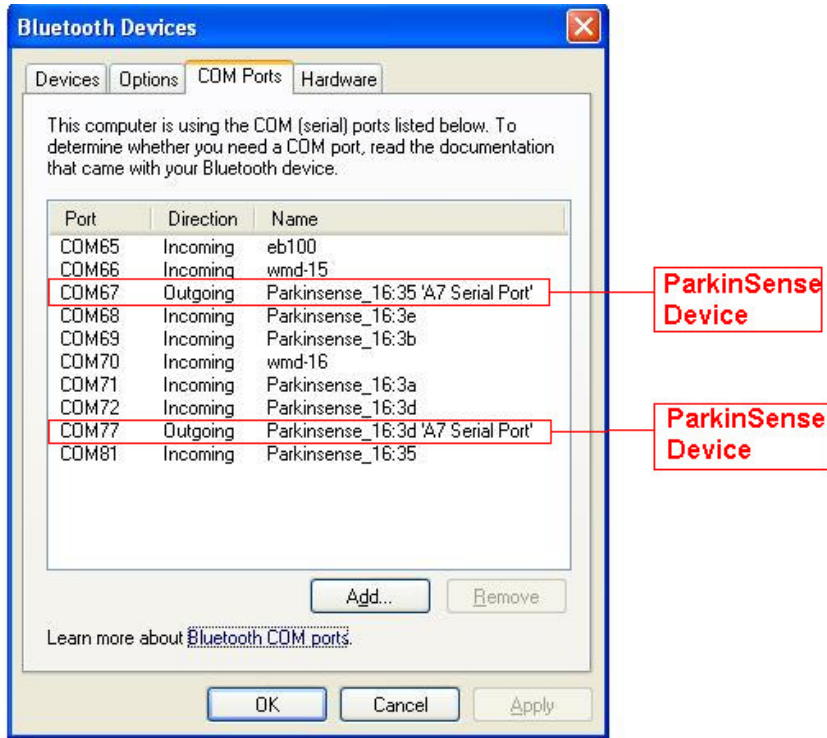 Bluetooth Devices
Devices Options COM Ports Hardware
This computer is using the COM (serial) ports listed below. To
determine whether you need a COM port, read the documentation
that came with your Bluetooth device.
Port Direction Name
COM65 Incoming eb100
COM66 Incoming wmd-15
COM67 Outgoing Parkinsense_16:35 'A7 Serial Port'
COM68 Incoming Parkinsense_16:3e
COM69 Incoming Parkinsense_16:3b
COM70 Incoming wmd-16
COM71 Incoming Parkinsense_16:3a
COM72 Incoming Parkinsense_16:3d
COM77 Outgoing Parkinsense_16:3d 'A7 Serial Port'
COM81 Incoming Parkinsense_16:35
ParkinSense
Device
ParkinSense
Device
Add... Remove
Learn more about Bluetooth COM ports.
OK Cancel Apply